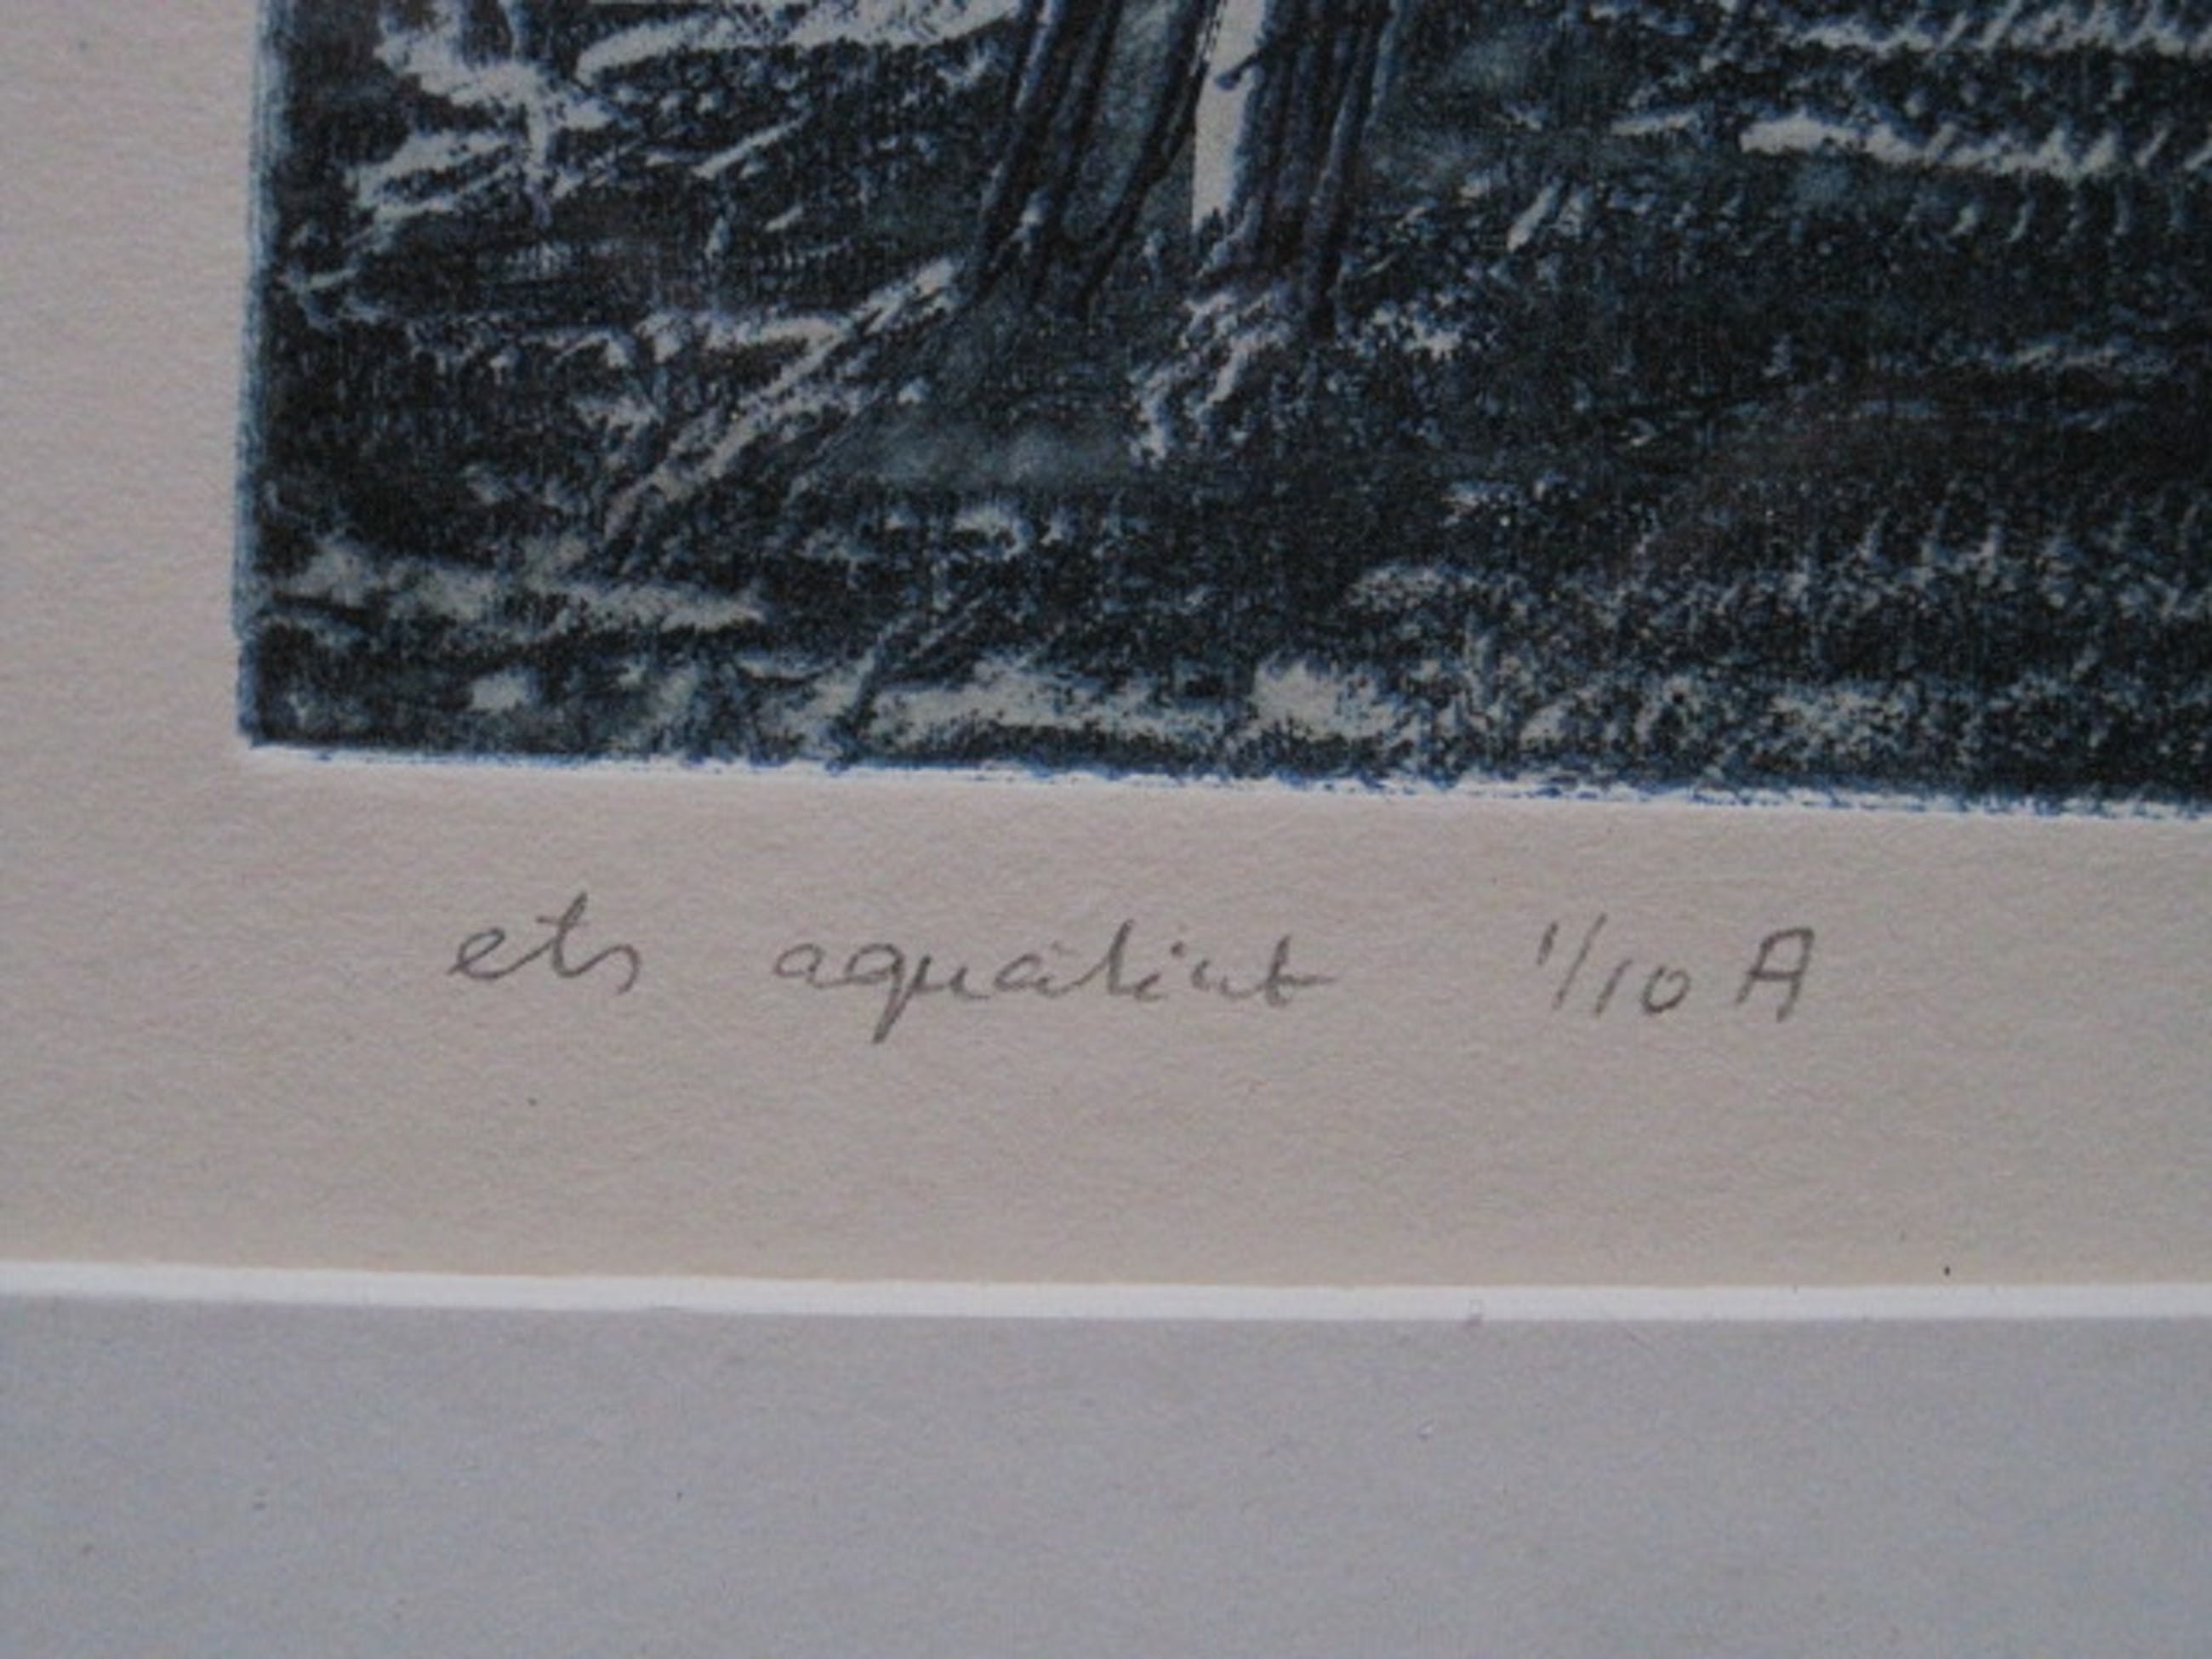 ets aquatint 1/10 A